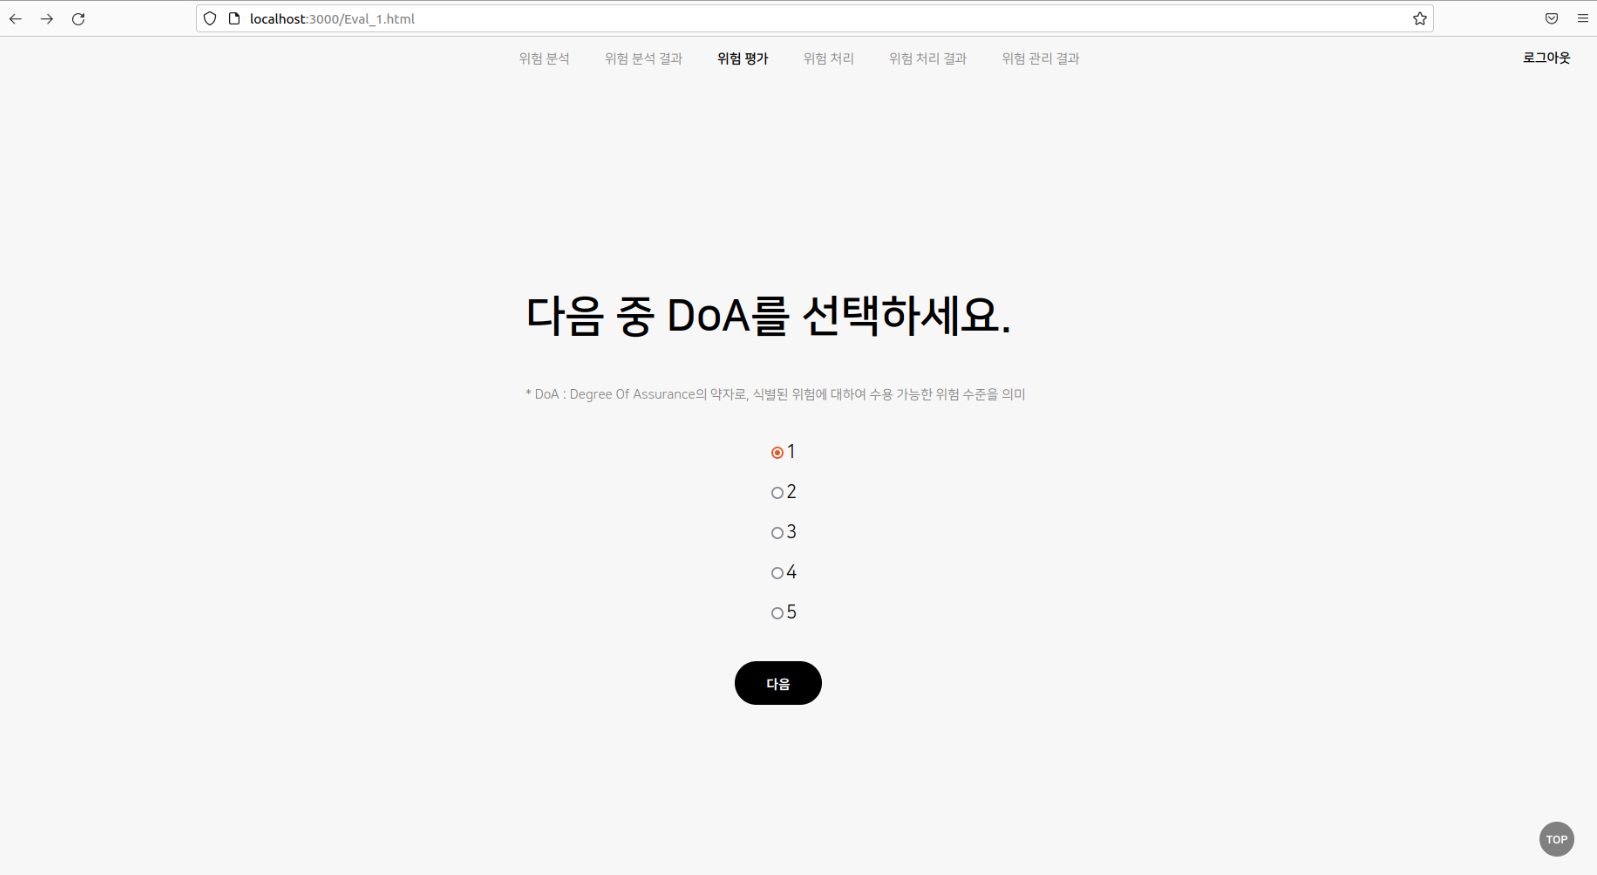 localhost:3000/Eval_1.html
위험 분석 위험 분석 결과 위험 평가 위험 처리 위험 처리 결과 위험 관리 결과 로그아웃
다음 중 DoA를 선택하세요.
* DoA : Degree Of Assurance의 약자로, 식별된 위험에 대하여 수용 가능한 위험 수준을 의미
1
2
3
4
5
다음
TOP